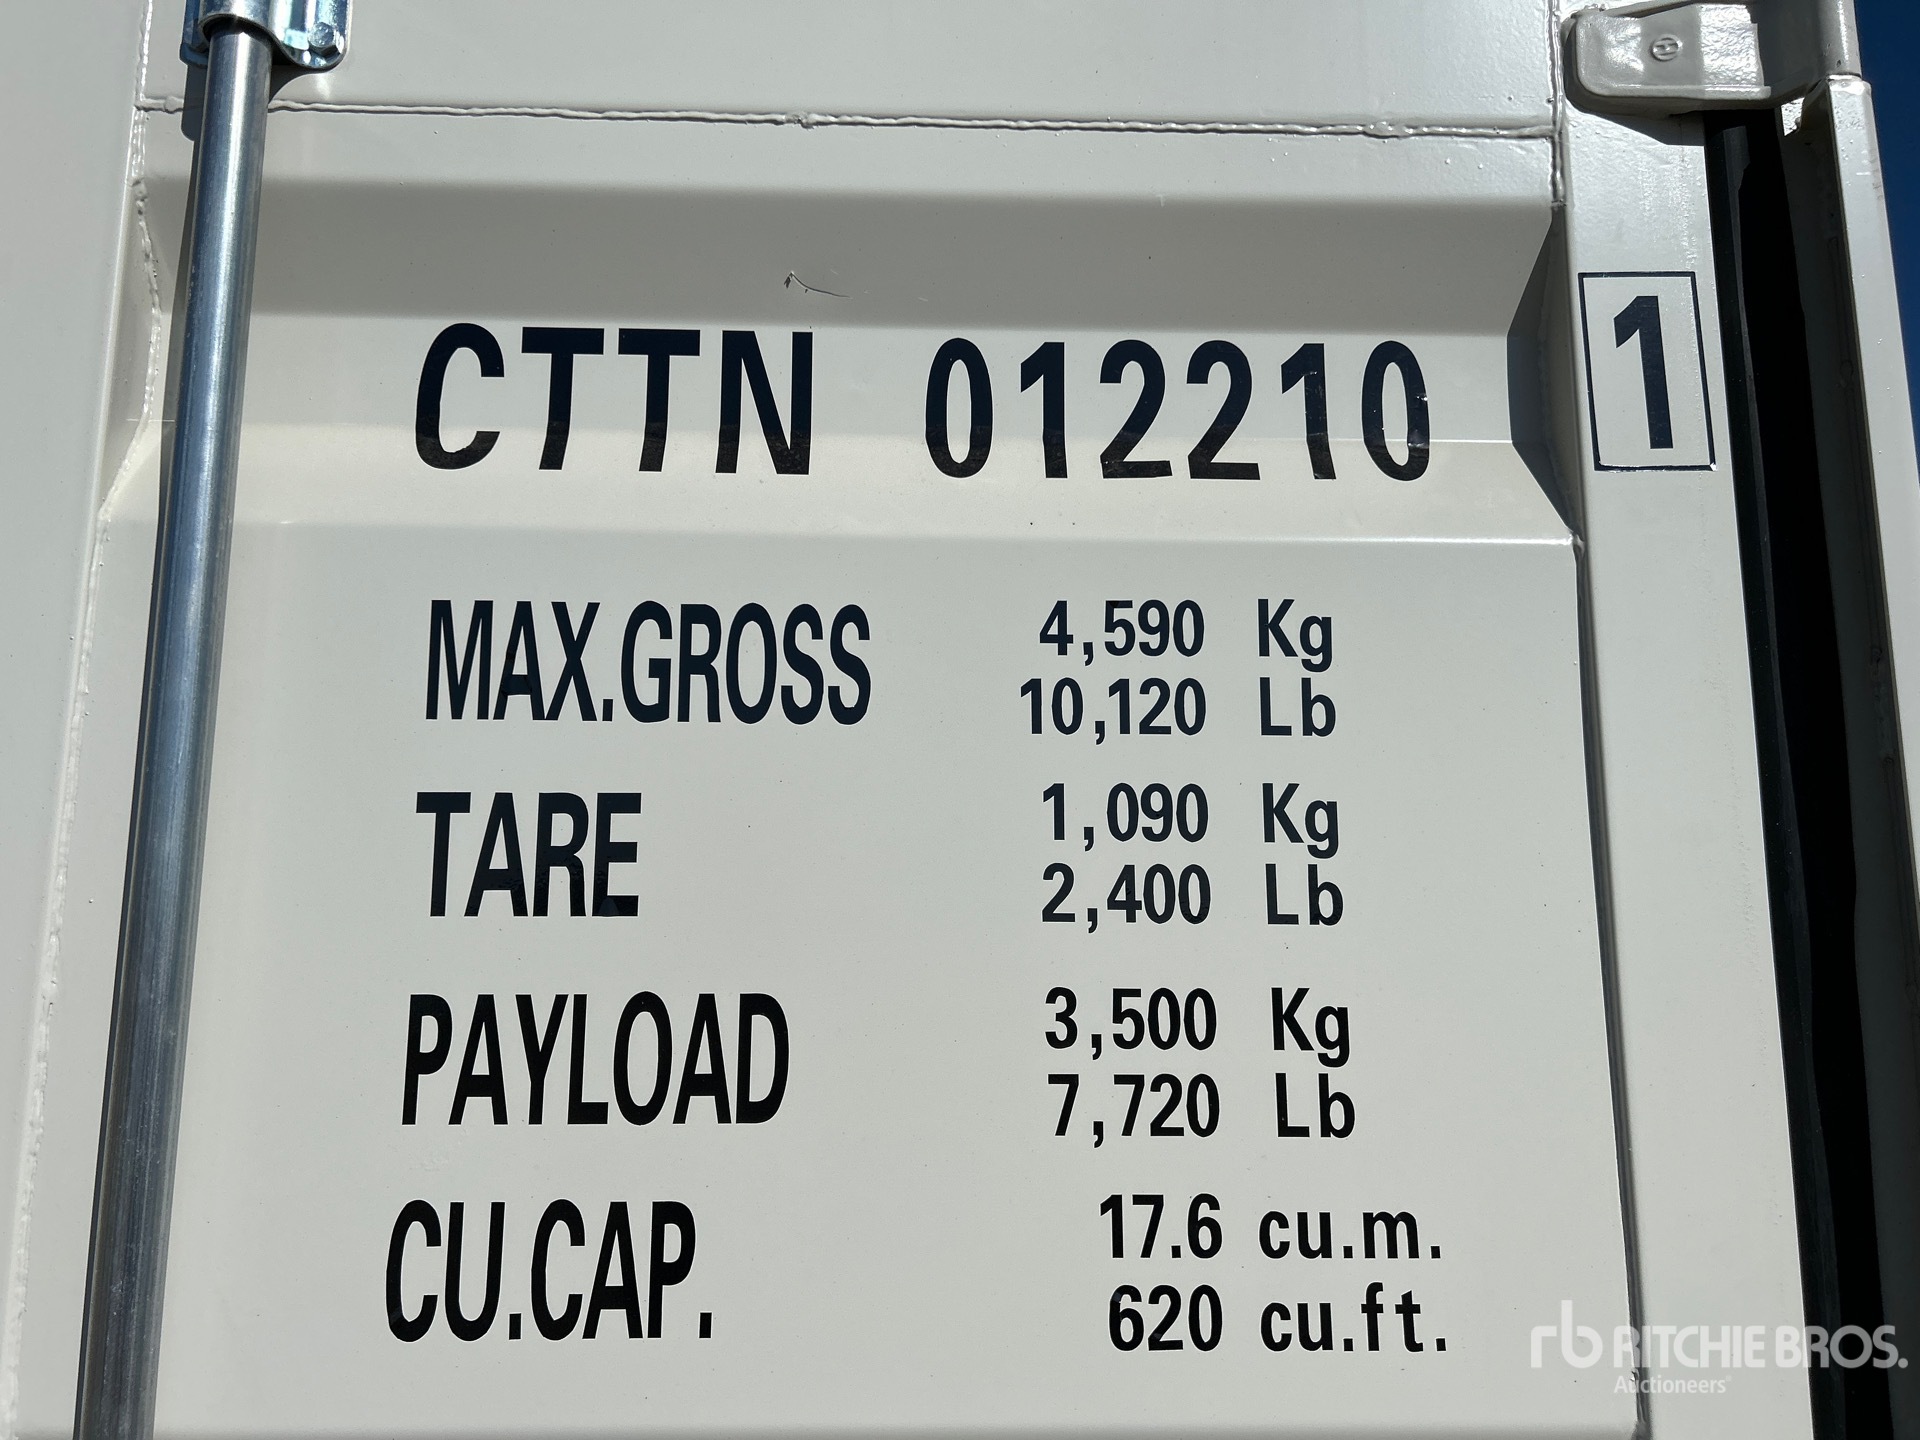 CTTN 012210 1
MAX.GROSS 4,590 Kg
10,120 Lb
TARE 1,090 Kg
2,400 Lb
PAYLOAD 3,500 Kg
7,720 Lb
CU.CAP. 17.6 cu.m.
620 cu.ft.
rb RITCHIE BROS.
Auctioneers